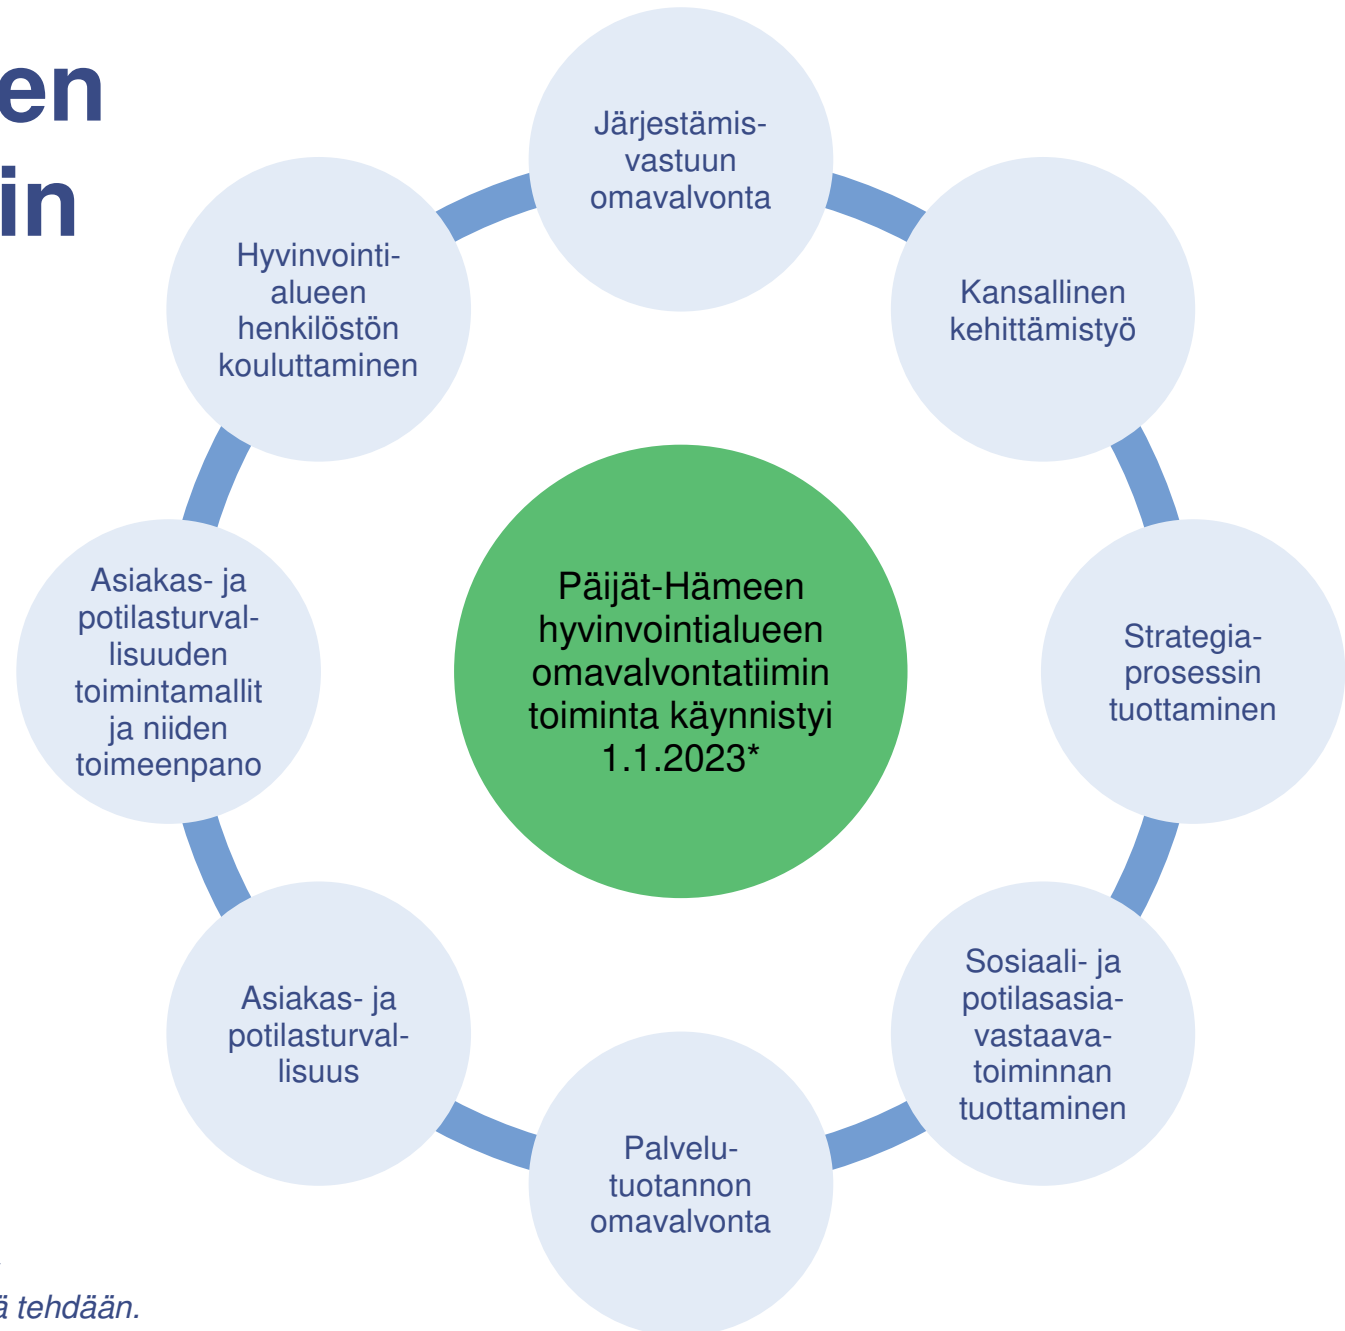 en
in
Järjestämis-
vastuun
omavalvonta
Kansallinen
kehittämistyö
Strategia-
prosessin
tuottaminen
Sosiaali- ja
potilasasia-
vastaava-
toiminnan
tuottaminen
Palvelu-
tuotannon
omavalvonta
Asiakas- ja
potilasturval-
lisuus
Asiakas- ja
potilasturval-
lisuuden
toimintamallit
ja niiden
toimeenpano
Hyvinvointi-
alueen
henkilöstön
kouluttaminen
Päijät-Hämeen
hyvinvointialueen
omavalvontatiimin
toiminta käynnistyi
1.1.2023*
tehdään.